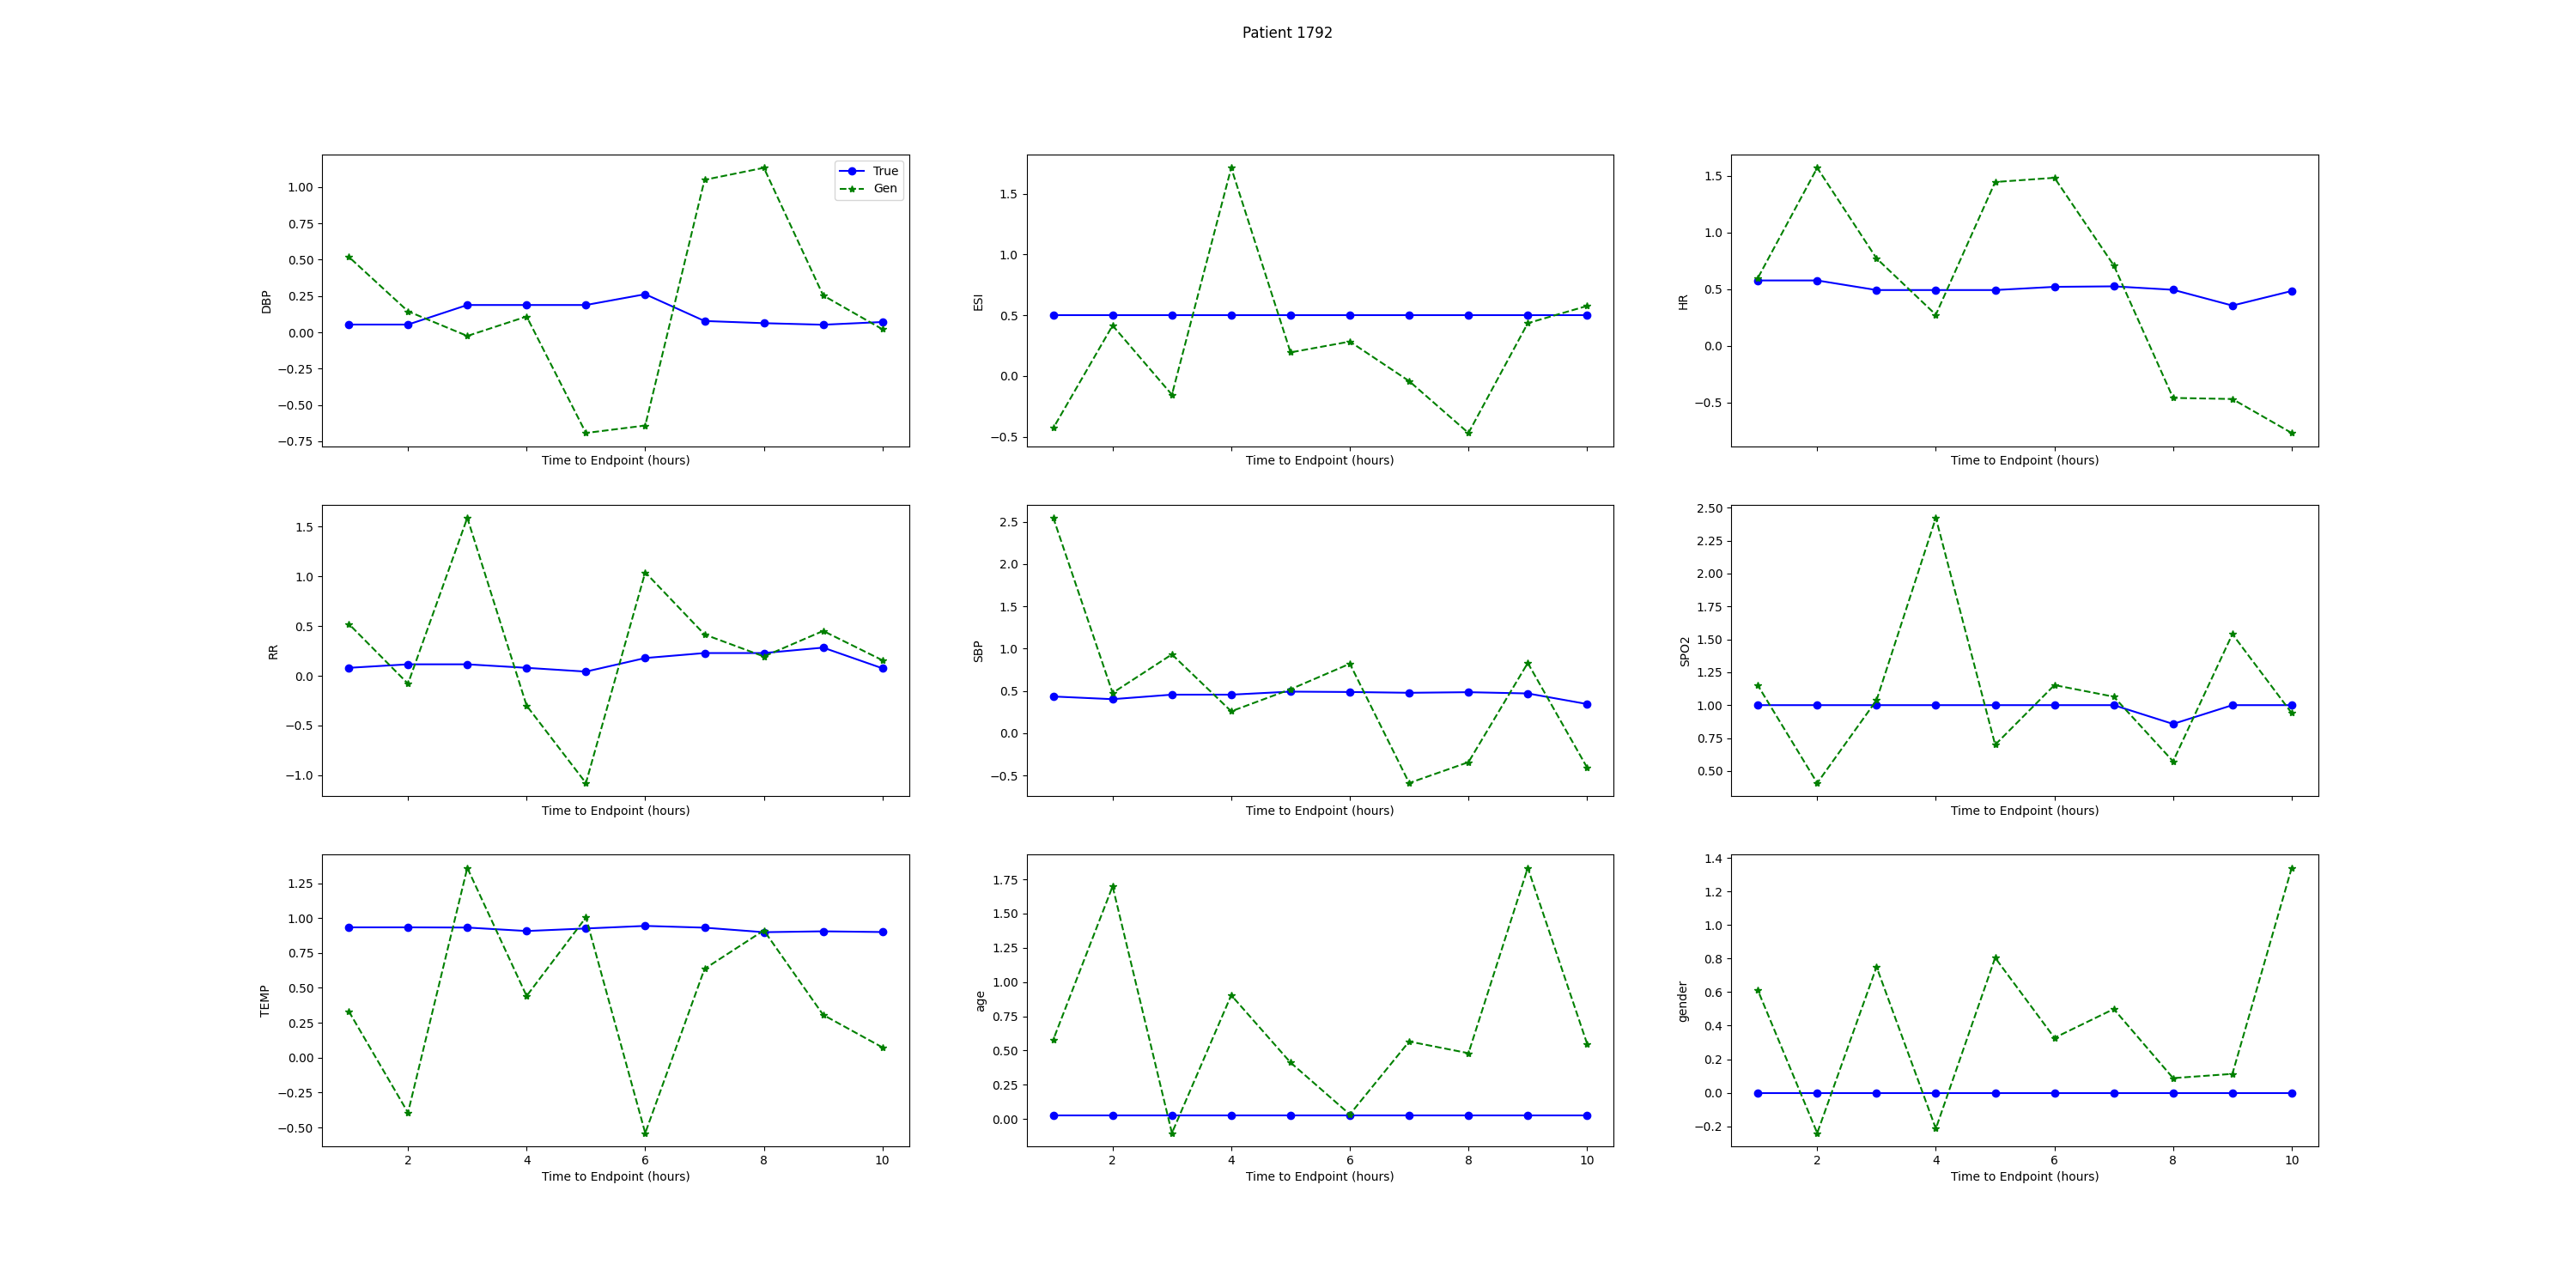 Patient 1792
True
Gen
1.00
0.75
0.50
0.25
0.00
−0.25
−0.50
−0.75
DBP
Time to Endpoint (hours)
1.5
1.0
0.5
0.0
−0.5
ESI
Time to Endpoint (hours)
1.5
1.0
0.5
0.0
−0.5
HR
Time to Endpoint (hours)
1.5
1.0
0.5
0.0
−0.5
−1.0
RR
Time to Endpoint (hours)
2.5
2.0
1.5
1.0
0.5
0.0
−0.5
SBP
Time to Endpoint (hours)
2.50
2.25
2.00
1.75
1.50
1.25
1.00
0.75
0.50
SPO2
Time to Endpoint (hours)
1.25
1.00
0.75
0.50
0.25
0.00
−0.25
−0.50
TEMP
2 4 6 8 10
Time to Endpoint (hours)
1.75
1.50
1.25
1.00
0.75
0.50
0.25
0.00
age
2 4 6 8 10
Time to Endpoint (hours)
1.4
1.2
1.0
0.8
0.6
0.4
0.2
0.0
−0.2
gender
2 4 6 8 10
Time to Endpoint (hours)